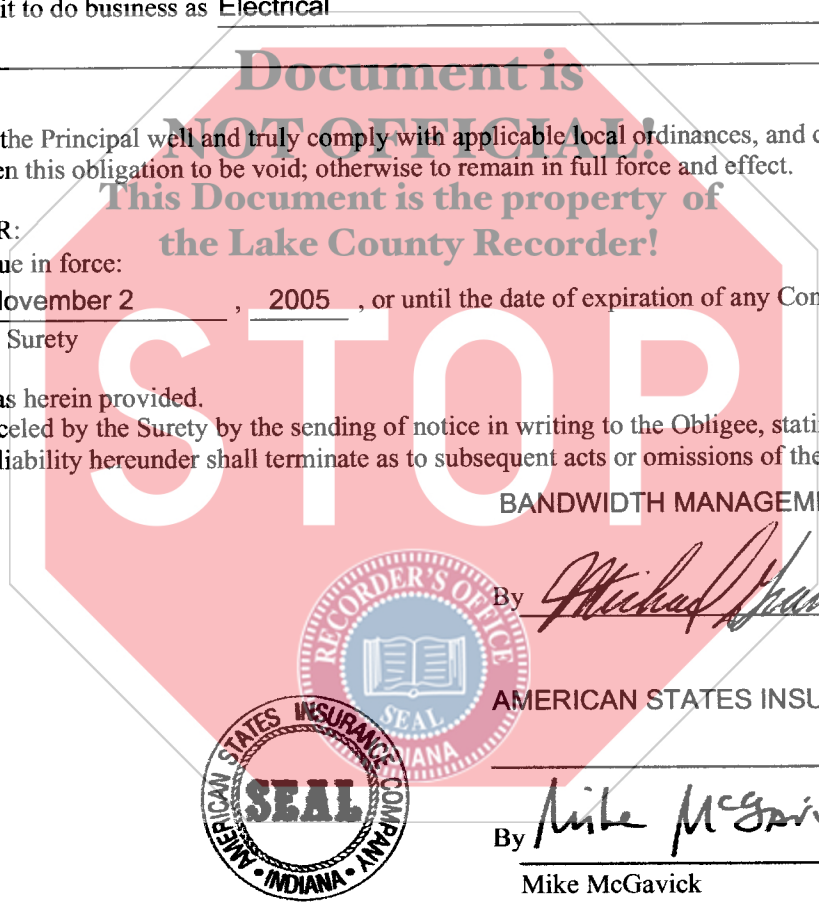 it to do business as Electrical
Document is
NOT OFFICIAL!
the Principal well and truly comply with applicable local ordinances, and
en this obligation to be void; otherwise to remain in full force and effect.
This Document is the property of
R:
the Lake County Recorder!
ue in force:
ovember 2 , 2005 , or until the date of expiration of any Con
Surety
STOP
as herein provided.
celed by the Surety by the sending of notice in writing to the Obligee, stati
liability hereunder shall terminate as to subsequent acts or omissions of the
BANDWIDTH MANAGEM
By Michael
RECORDER'S OFFICE
SEAL
INDIANA
AMERICAN STATES INSU
AMERICAN STATES INSURANCE COMPANY
SEAL
• INDIANA •
By Mike McGavi
Mike McGavick